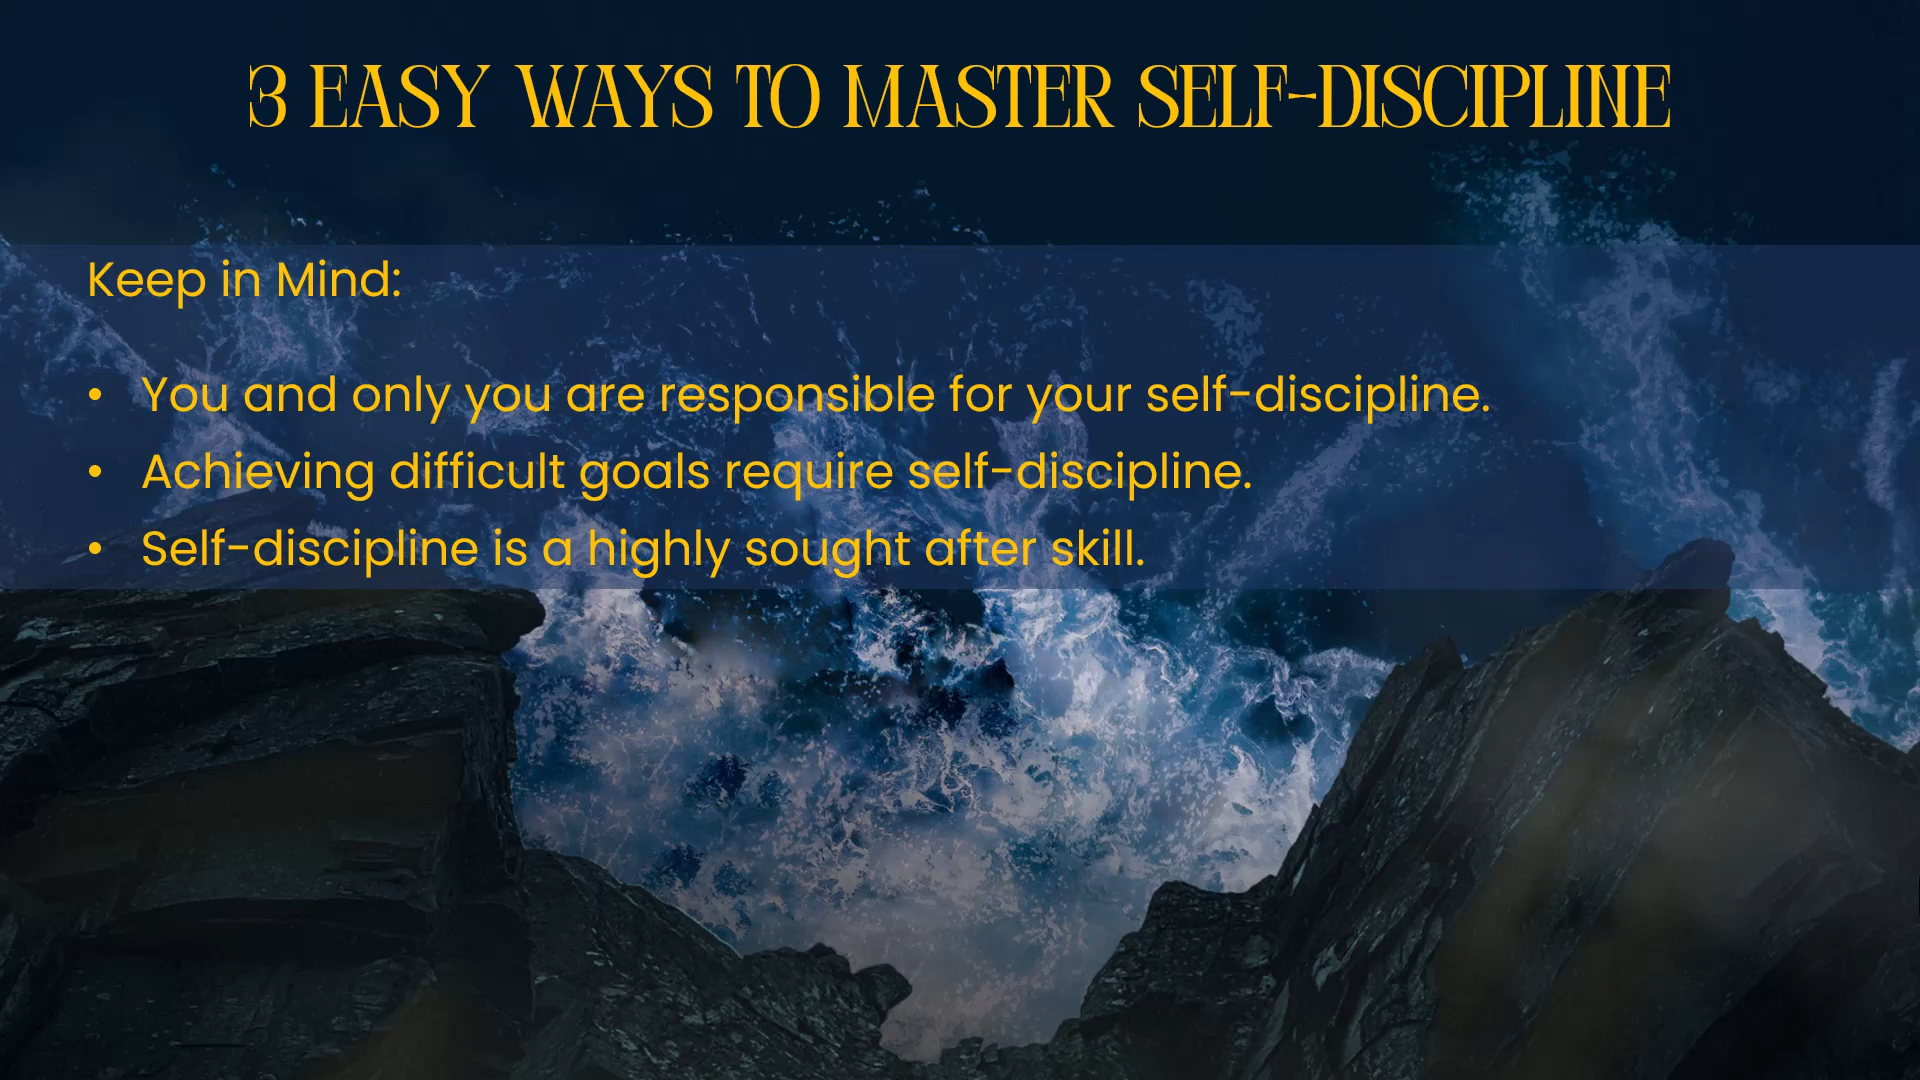 3 EASY WAYS TO MASTER SELF-DISCIPLINE
Keep in Mind:
• You and only you are responsible for your self-discipline.
• Achieving difficult goals require self-discipline.
• Self-discipline is a highly sought after skill.